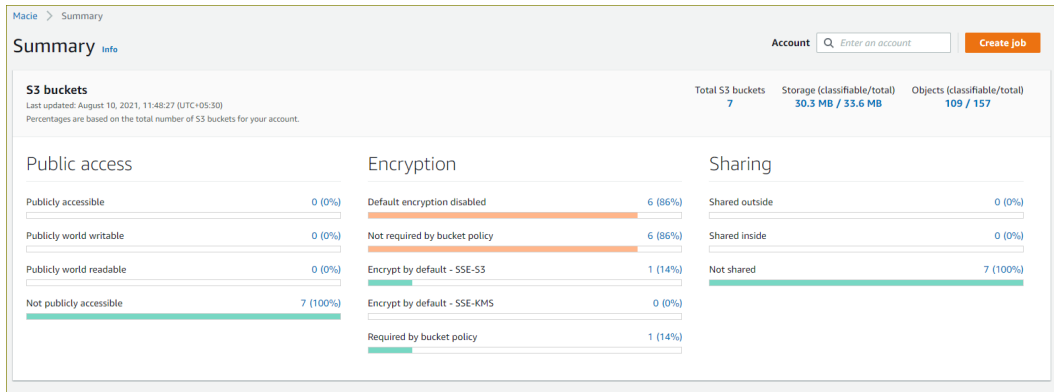 Macie > Summary
Summary Info
Account Enter an account Create job
S3 buckets
Last updated: August 10, 2021, 11:48:27 (UTC+05:30)
Percentages are based on the total number of S3 buckets for your account.
Total S3 buckets
7
Storage (classifiable/total)
30.3 MB / 33.6 MB
Objects (classifiable/total)
109 / 157
Public access
Publicly accessible 0 (0%)
Publicly world writable 0 (0%)
Publicly world readable 0 (0%)
Not publicly accessible 7 (100%)
Encryption
Default encryption disabled 6 (86%)
Not required by bucket policy 6 (86%)
Encrypt by default - SSE-S3 1 (14%)
Encrypt by default - SSE-KMS 0 (0%)
Required by bucket policy 1 (14%)
Sharing
Shared outside 0 (0%)
Shared inside 0 (0%)
Not shared 7 (100%)